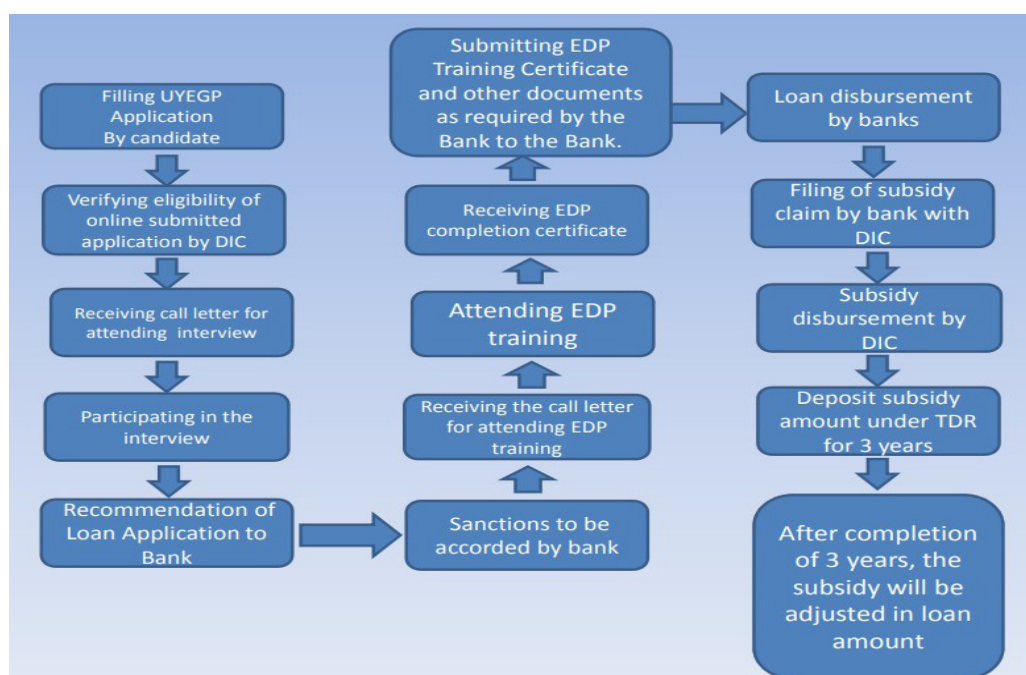 Filling UYEGP
Application
By candidate
Verifying eligibility of
online submitted
application by DIC
Receiving call letter for
attending interview
Participating in the
interview
Recommendation of
Loan Application to
Bank
Sanctions to be
accorded by bank
Receiving the call letter
for attending EDP
training
Attending EDP
training
Receiving EDP
completion certificate
Submitting EDP
Training Certificate
and other documents
as required by the
Bank to the Bank.
Loan disbursement
by banks
Filing of subsidy
claim by bank with
DIC
Subsidy
disbursement by
DIC
Deposit subsidy
amount under TDR
for 3 years
After completion
of 3 years, the
subsidy will be
adjusted in loan
amount